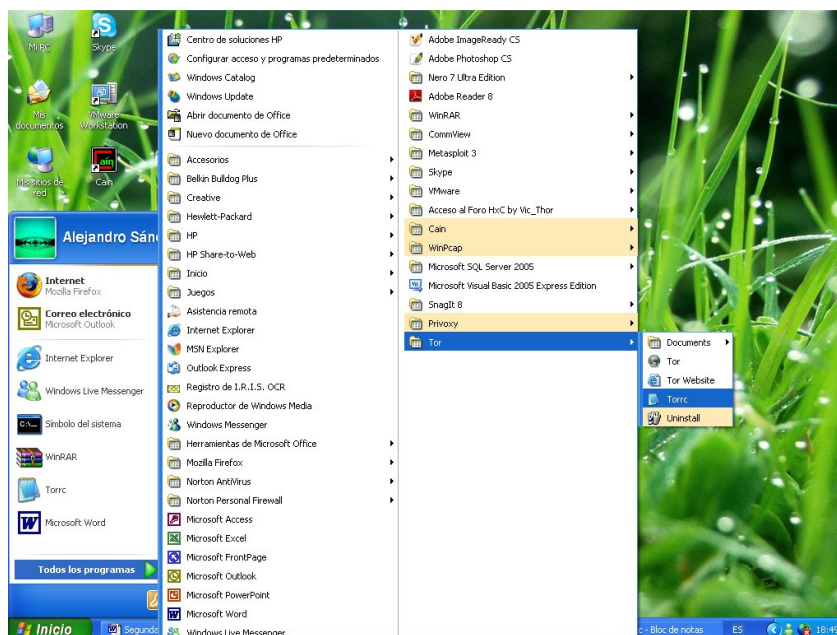 Mi PC
Skype
Mis documentos
VMware Workstation
Mis sitios de red
Cain
Alejandro Sán
Internet
Mozilla Firefox
Correo electrónico
Microsoft Outlook
Internet Explorer
Windows Live Messenger
Símbolo del sistema
WinRAR
Torrc
Microsoft Word
Todos los programas
Centro de soluciones HP
Configurar acceso y programas predeterminados
Windows Catalog
Windows Update
Abrir documento de Office
Nuevo documento de Office
Accesorios
Belkin Bulldog Plus
Creative
Hewlett-Packard
HP
HP Share-to-Web
Inicio
Juegos
Asistencia remota
Internet Explorer
MSN Explorer
Outlook Express
Registro de I.R.I.S. OCR
Reproductor de Windows Media
Windows Messenger
Herramientas de Microsoft Office
Mozilla Firefox
Norton AntiVirus
Norton Personal Firewall
Microsoft Access
Microsoft Excel
Microsoft FrontPage
Microsoft Outlook
Microsoft PowerPoint
Microsoft Word
Windows Live Messenger
Adobe ImageReady CS
Adobe Photoshop CS
Nero 7 Ultra Edition
Adobe Reader 8
WinRAR
CommView
Metasploit 3
Skype
VMware
Acceso al Foro HxC by Vic_Thor
Cain
WinPcap
Microsoft SQL Server 2005
Microsoft Visual Basic 2005 Express Edition
SnagIt 8
Privoxy
Tor
Documents
Tor
Tor Website
Torrc
Uninstall
Inicio
Segunda
c - Bloc de notas
ES
18:49